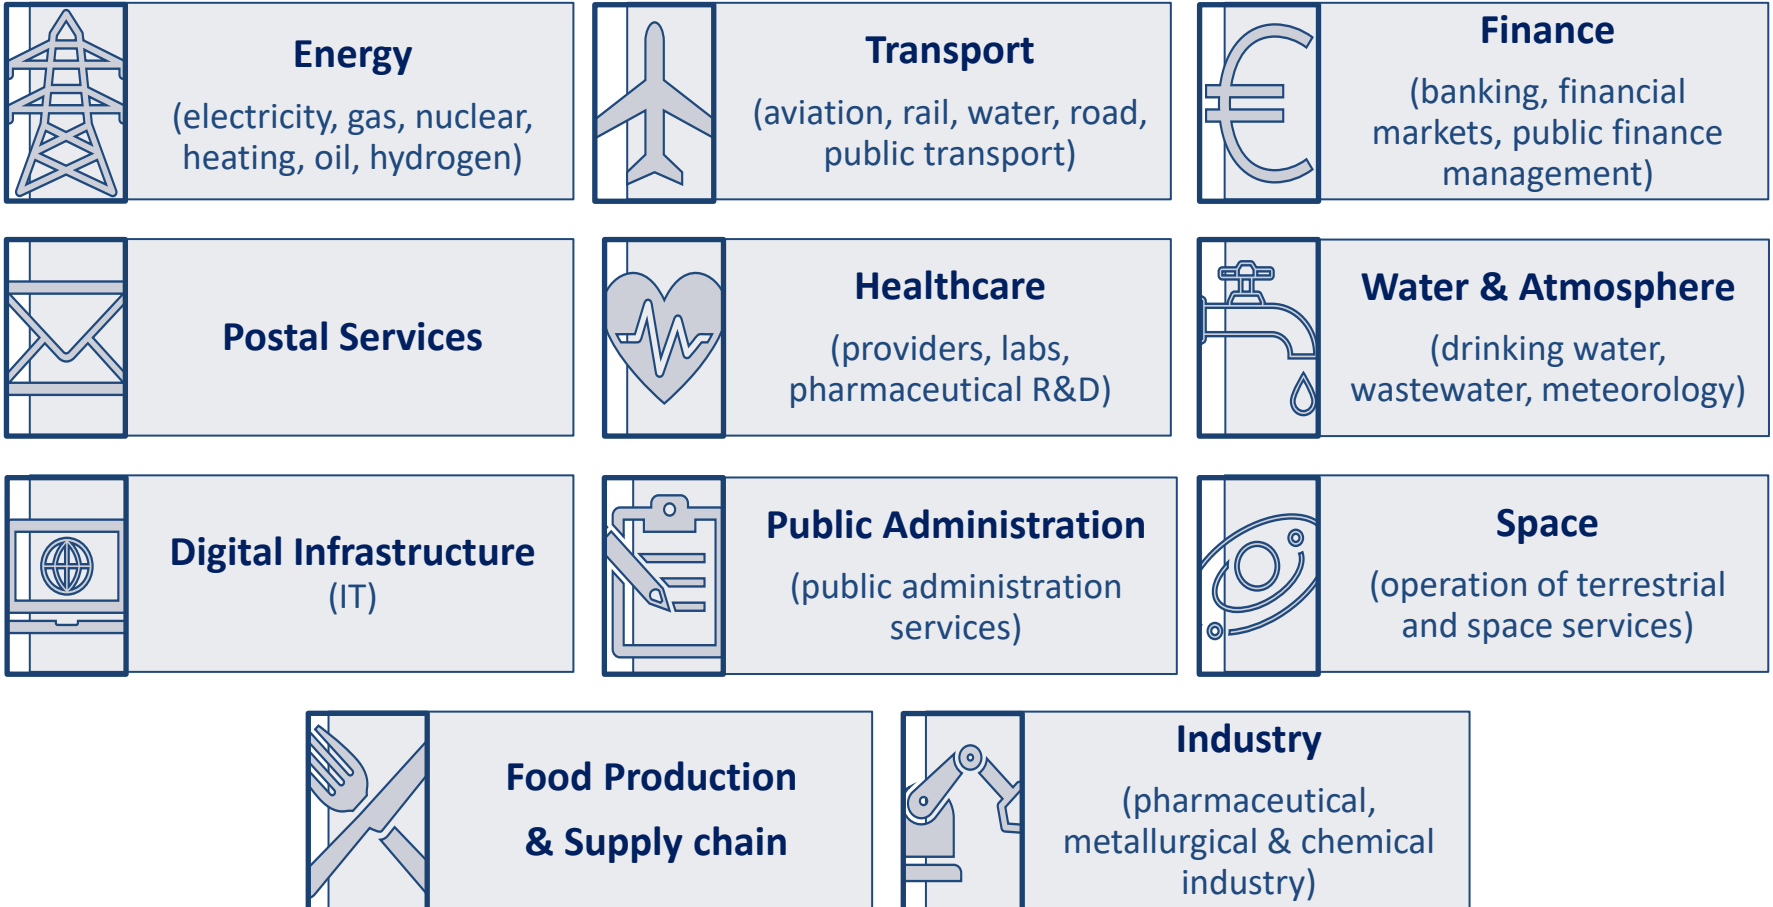 Energy
(electricity, gas, nuclear,
heating, oil, hydrogen)
Transport
(aviation, rail, water, road,
public transport)
Finance
(banking, financial
markets, public finance
management)
Postal Services
Healthcare
(providers, labs,
pharmaceutical R&D)
Water & Atmosphere
(drinking water,
wastewater, meteorology)
Digital Infrastructure
(IT)
Public Administration
(public administration
services)
Space
(operation of terrestrial
and space services)
Food Production
& Supply chain
Industry
(pharmaceutical,
metallurgical & chemical
industry)